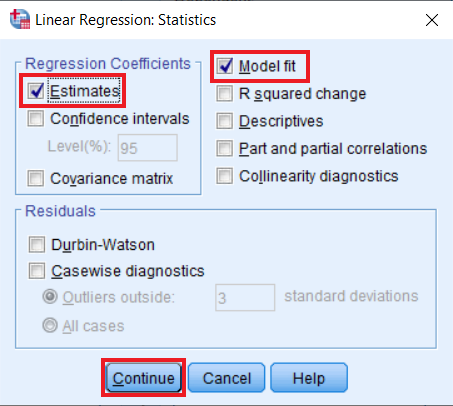 Linear Regression: Statistics
Regression Coefficients
Estimates
Confidence intervals
Level(%): 95
Covariance matrix
Model fit
R squared change
Descriptives
Part and partial correlations
Collinearity diagnostics
Residuals
Durbin-Watson
Casewise diagnostics
Outliers outside: 3 standard deviations
All cases
Continue Cancel Help